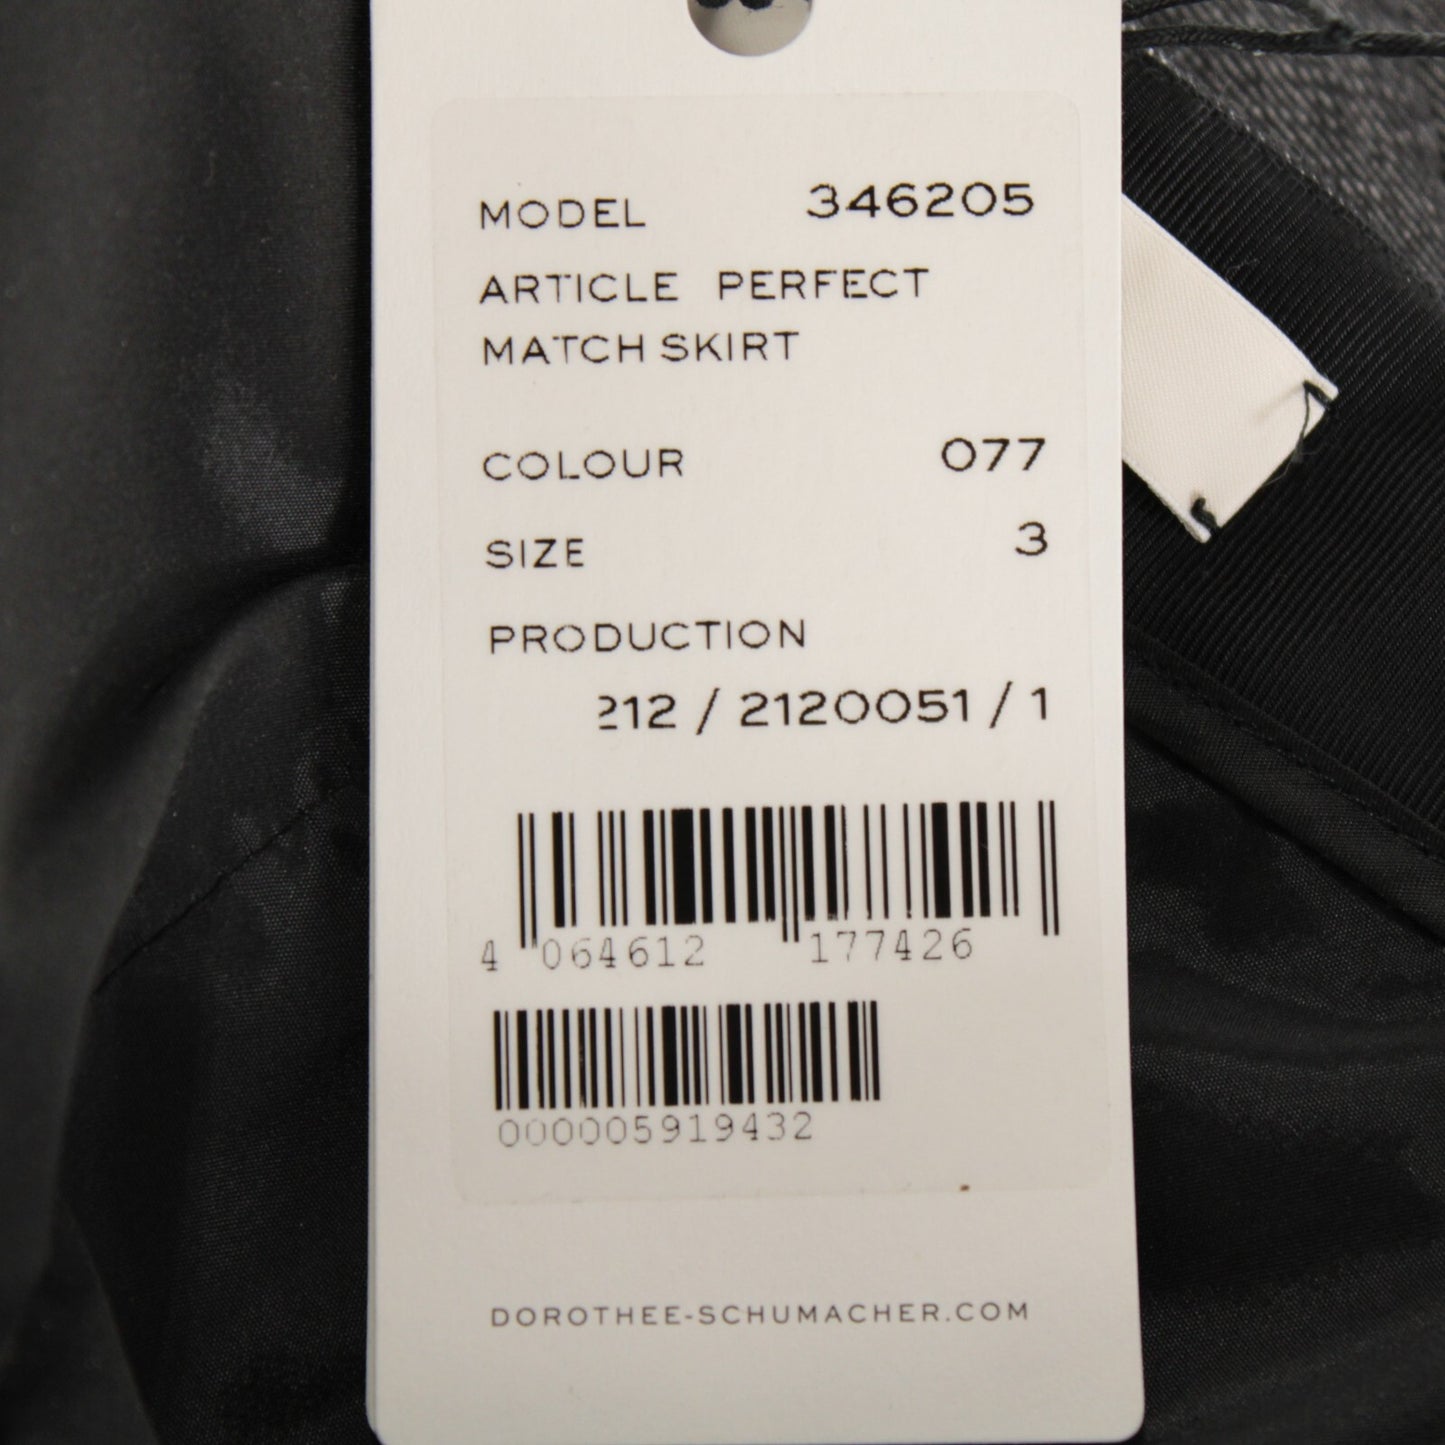 MODEL 346205
ARTICLE PERFECT
MATCH SKIRT
COLOUR 077
SIZE 3
PRODUCTION
212 / 2120051 / 1
4 064612 177426
000005919432
DOROTHEE-SCHUMACHER.COM